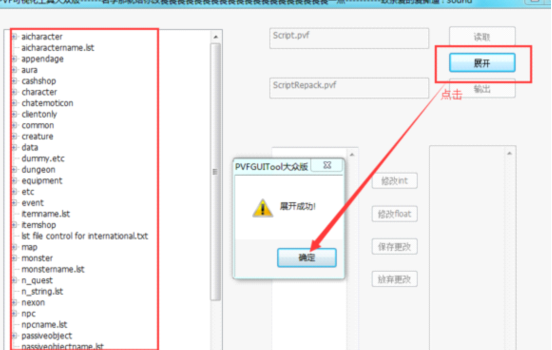 Script.pvf
读取
展开
ScriptRepack.pvf
输出
点击
aicharacter
aicharactername.lst
appendage
aura
cashshop
character
chatemoticon
clientonly
common
creature
data
dummy.etc
dungeon
equipment
etc
event
itemname.lst
itemshop
lst file control for international.txt
map
monster
monstername.lst
n_quest
n_string.lst
nexon
npc
npcname.lst
passiveobject
passiveobjectname.lst
PVFGUITool大众版
展开成功!
确定
修改int
修改float
保存更改
放弃更改